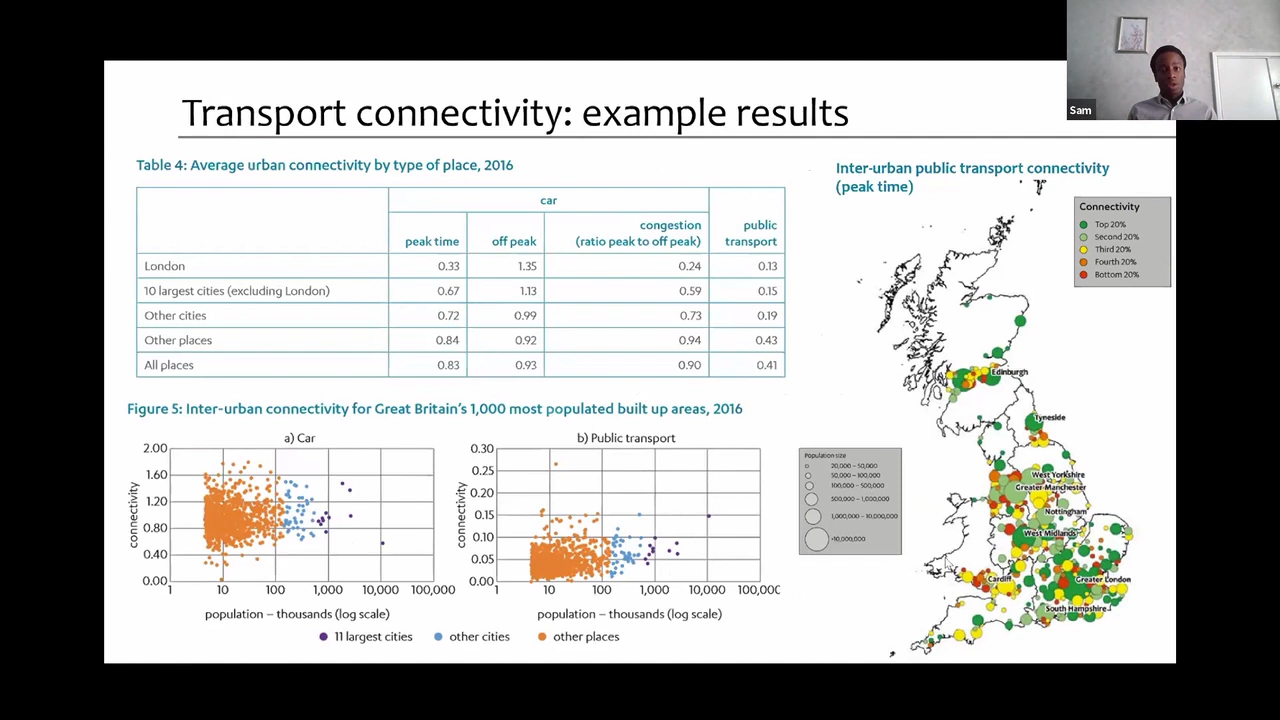 Sam
Transport connectivity: example results
Table 4: Average urban connectivity by type of place, 2016
car
peak time off peak congestion (ratio peak to off peak) public transport
London 0.33 1.35 0.24 0.13
10 largest cities (excluding London) 0.67 1.13 0.59 0.15
Other cities 0.72 0.99 0.73 0.19
Other places 0.84 0.92 0.94 0.43
All places 0.83 0.93 0.90 0.41
Figure 5: Inter-urban connectivity for Great Britain's 1,000 most populated built up areas, 2016
a) Car
2.00
1.60
1.20
0.80
0.40
0.00
connectivity
1 10 100 1,000 10,000 100,000
population – thousands (log scale)
b) Public transport
0.30
0.25
0.20
0.15
0.10
0.05
0.00
connectivity
1 10 100 1,000 10,000 100,000
population – thousands (log scale)
11 largest cities other cities other places
Inter-urban public transport connectivity
(peak time)
Connectivity
Top 20%
Second 20%
Third 20%
Fourth 20%
Bottom 20%
Edinburgh
Tyneside
West Yorkshire
Greater Manchester
Nottingham
West Midlands
Cardiff
Greater London
South Hampshire
Population size
20,000 – 50,000
50,000 – 100,000
100,000 – 500,000
500,000 – 1,000,000
1,000,000 – 10,000,000
>10,000,000